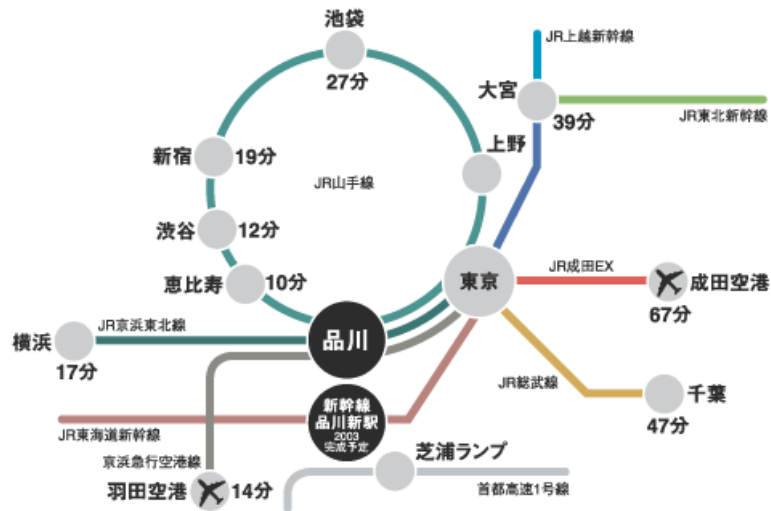 池袋
27分
JR上越新幹線
大宮
39分
JR東北新幹線
上野
新宿
19分
JR山手線
渋谷
12分
恵比寿
10分
東京
JR成田EX
成田空港
67分
品川
JR京浜東北線
横浜
17分
JR総武線
千葉
47分
新幹線
品川新駅
2003
完成予定
JR東海道新幹線
京浜急行空港線
羽田空港
14分
芝浦ランプ
首都高速1号線